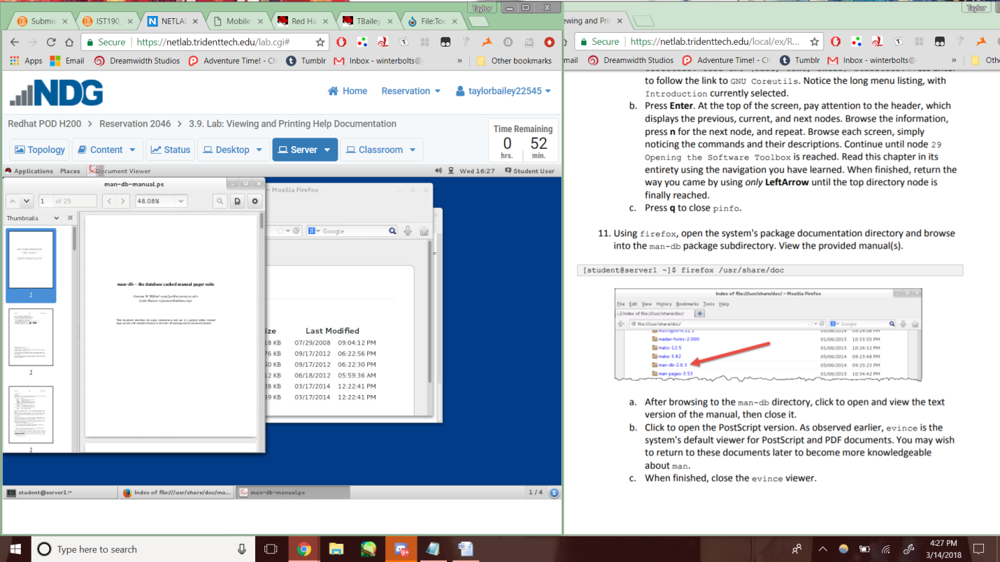 Taylor
Submis
IST190_
NETLAB
Mobile
Red Ha
TBailey
File:Tou
Secure | https://netlab.tridenttech.edu/lab.cgi#
Apps
Email
Dreamwidth Studios
Adventure Time! - Ch
Tumblr
Inbox - winterbolts@
»
Other bookmarks
NDG
Home
Reservation
taylorbailey22545
Redhat POD H200 > Reservation 2046 > 3.9. Lab: Viewing and Printing Help Documentation
Time Remaining
0 52
hrs. min.
Topology
Content
Status
Desktop
Server
Classroom
Applications Places Document Viewer
Wed 16:27 Student User
man-db-manual.ps
– Mozilla Firefox
1 of 25
48.08%
Google
Thumbnails
1
1
1
man-db – the database cached manual pager suite
ize Last Modified
18 KB 07/29/2008 09:04:12 PM
76 KB 09/17/2012 06:22:56 PM
50 KB 09/17/2012 06:22:30 PM
12 KB 06/18/2012 05:59:36 AM
28 KB 03/17/2014 12:22:41 PM
59 KB 03/17/2014 12:22:41 PM
student@server1:~
Index of file:///usr/share/doc/ma...
man-db-manual.ps
1 / 4
1
Taylor
ewing and Prin
Secure | https://netlab.tridenttech.edu/local/ex/R...
mail
Dreamwidth Studios
Adventure Time! - Ch
Tumblr
Inbox - winterbolts@
»
Othe
to follow the link to GNU Coreutils. Notice the long menu listing, with
Introduction currently selected.
b. Press Enter. At the top of the screen, pay attention to the header, which
displays the previous, current, and next nodes. Browse the information,
press n for the next node, and repeat. Browse each screen, simply
noticing the commands and their descriptions. Continue until node 29
Opening the Software Toolbox is reached. Read this chapter in its
entirety using the navigation you have learned. When finished, return the
way you came by using only LeftArrow until the top directory node is
finally reached.
c. Press q to close pinfo.
11. Using firefox, open the system's package documentation directory and browse
into the man-db package subdirectory. View the provided manual(s).
[student@server1 ~]$ firefox /usr/share/doc
Index of file:///usr/share/doc/ – Mozilla Firefox
File Edit View History Bookmarks Tools Help
Index of file:///usr/share/doc/
file:///usr/share/doc/
Google
m2crypto-0.21.1 05/06/2014 09:24:06 PM
madan-fonts-2.000 01/06/2015 10:33:55 PM
mailx-12.5 01/06/2015 10:24:32 PM
make-3.82 05/06/2014 09:23:48 PM
man-db-2.6.3 05/06/2014 09:25:23 PM
man-pages-3.53 01/06/2015 10:34:42 PM
a. After browsing to the man-db directory, click to open and view the text
version of the manual, then close it.
b. Click to open the PostScript version. As observed earlier, evince is the
system's default viewer for PostScript and PDF documents. You may wish
to return to these documents later to become more knowledgeable
about man.
c. When finished, close the evince viewer.
Type here to search
9+
4:27 PM
3/14/2018